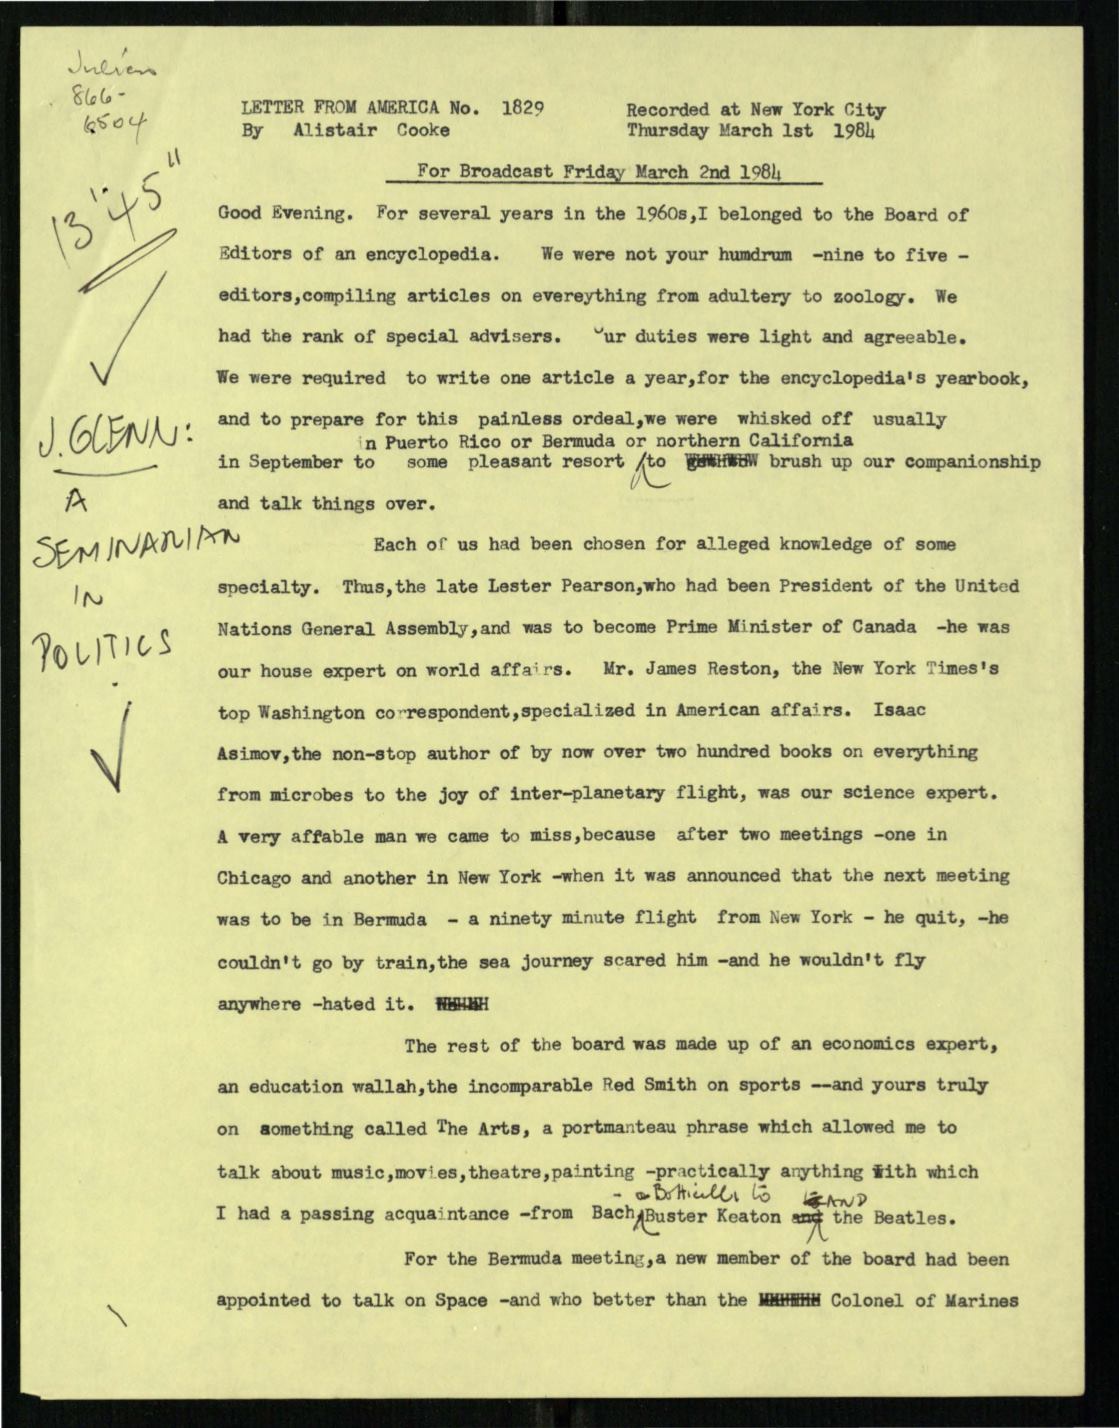 Julian
866-
6504
13'45"
LETTER FROM AMERICA No. 1829
By Alistair Cooke
Recorded at New York City
Thursday March 1st 1984
For Broadcast Friday March 2nd 1984
Good Evening. For several years in the 1960s,I belonged to the Board of
Editors of an encyclopedia. We were not your humdrum -nine to five -
editors,compiling articles on evereything from adultery to zoology. We
had the rank of special advisers. Our duties were light and agreeable.
We were required to write one article a year,for the encyclopedia's yearbook,
and to prepare for this painless ordeal,we were whisked off usually
in Puerto Rico or Bermuda or northern California
in September to some pleasant resort to brush up our companionship
and talk things over.
J. GLENN:
A
SEMINARIAN
IN
POLITICS
Each of us had been chosen for alleged knowledge of some
specialty. Thus,the late Lester Pearson,who had been President of the United
Nations General Assembly,and was to become Prime Minister of Canada -he was
our house expert on world affairs. Mr. James Reston, the New York Times's
top Washington correspondent,specialized in American affairs. Isaac
Asimov,the non-stop author of by now over two hundred books on everything
from microbes to the joy of inter-planetary flight, was our science expert.
A very affable man we came to miss,because after two meetings -one in
Chicago and another in New York -when it was announced that the next meeting
was to be in Bermuda - a ninety minute flight from New York - he quit, -he
couldn't go by train,the sea journey scared him -and he wouldn't fly
anywhere -hated it.
The rest of the board was made up of an economics expert,
an education wallah,the incomparable Red Smith on sports --and yours truly
on something called The Arts, a portmanteau phrase which allowed me to
talk about music,movies,theatre,painting -practically anything with which
- Botticelli to AND
I had a passing acquaintance -from Bach,Buster Keaton and the Beatles.
For the Bermuda meeting,a new member of the board had been
appointed to talk on Space -and who better than the Colonel of Marines